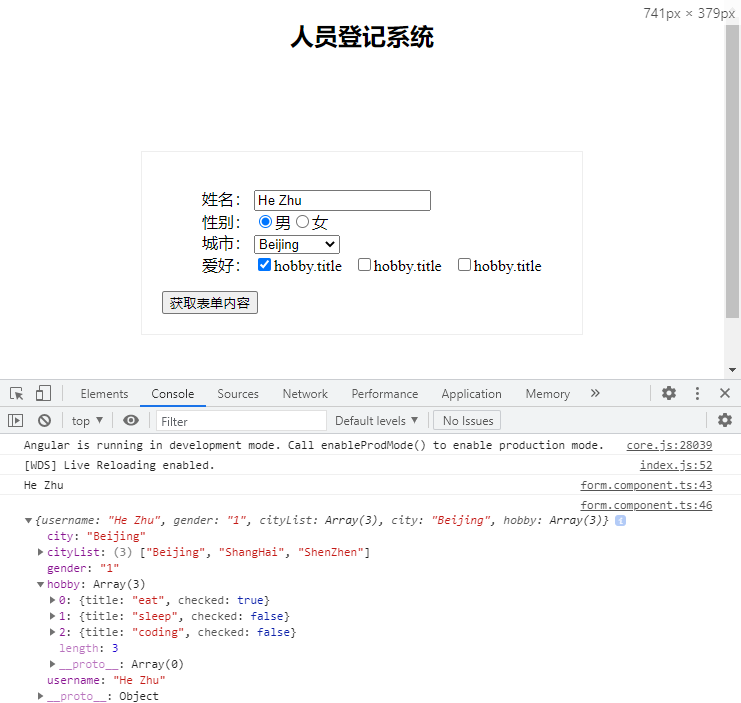 741px × 379px
人员登记系统
姓名： He Zhu
性别： 男 女
城市： Beijing
爱好： hobby.title hobby.title hobby.title
获取表单内容
Elements Console Sources Network Performance Application Memory »
top ▼ Filter Default levels ▼ No Issues
Angular is running in development mode. Call enableProdMode() to enable production mode. core.js:28039
[WDS] Live Reloading enabled. index.js:52
He Zhu form.component.ts:43
form.component.ts:46
▼{username: "He Zhu", gender: "1", cityList: Array(3), city: "Beijing", hobby: Array(3)} i
city: "Beijing"
▶cityList: (3) ["Beijing", "ShangHai", "ShenZhen"]
gender: "1"
▼hobby: Array(3)
▶0: {title: "eat", checked: true}
▶1: {title: "sleep", checked: false}
▶2: {title: "coding", checked: false}
length: 3
▶__proto__: Array(0)
username: "He Zhu"
▶__proto__: Object